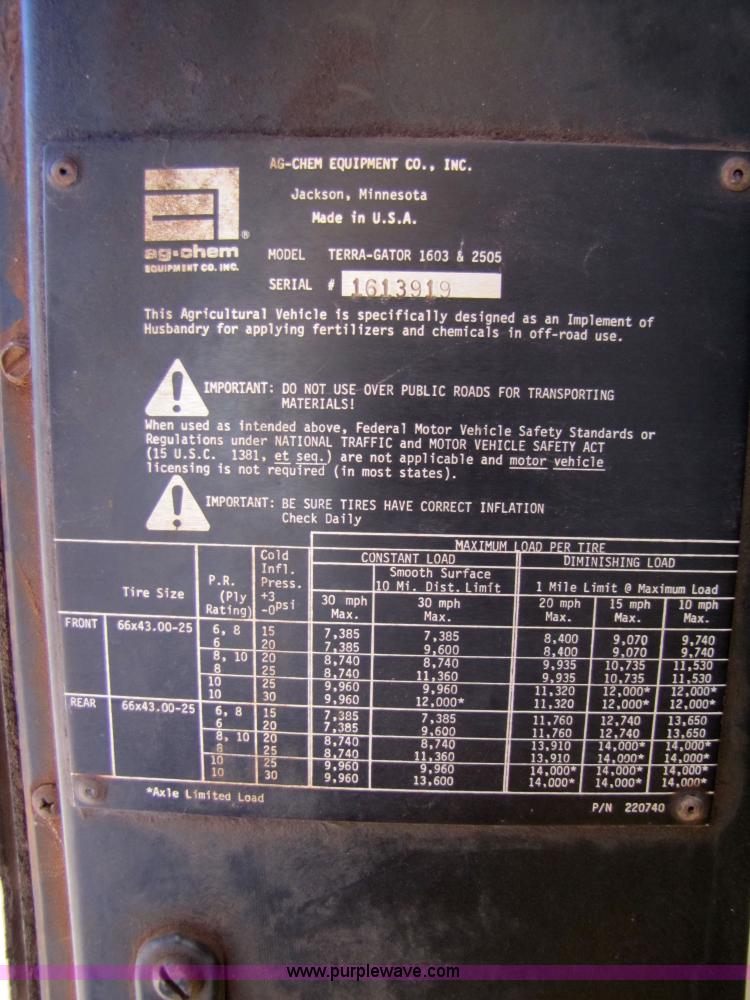 AG-CHEM EQUIPMENT CO., INC.
Jackson, Minnesota
Made in U.S.A.
®
ag-chem
EQUIPMENT CO. INC.
MODEL TERRA-GATOR 1603 & 2505
SERIAL # 1613919
This Agricultural Vehicle is specifically designed as an Implement of
Husbandry for applying fertilizers and chemicals in off-road use.
! IMPORTANT: DO NOT USE OVER PUBLIC ROADS FOR TRANSPORTING
MATERIALS!
When used as intended above, Federal Motor Vehicle Safety Standards or
Regulations under NATIONAL TRAFFIC and MOTOR VEHICLE SAFETY ACT
(15 U.S.C. 1381, et seq.) are not applicable and motor vehicle
licensing is not required (in most states).
! IMPORTANT: BE SURE TIRES HAVE CORRECT INFLATION
Check Daily
MAXIMUM LOAD PER TIRE
CONSTANT LOAD DIMINISHING LOAD
Tire Size
P.R.
(Ply
Rating)
Cold
Infl.
Press.
+3
-0 psi
Smooth Surface
10 Mi. Dist. Limit
1 Mile Limit @ Maximum Load
30 mph 30 mph 20 mph 15 mph 10 mph
Max. Max. Max. Max. Max.
FRONT 66x43.00-25 6, 8 15 7,385 7,385 8,400 9,070 9,740
6 20 7,385 9,600 8,400 9,070 9,740
8, 10 20 8,740 8,740 9,935 10,735 11,530
8 25 8,740 11,360 9,935 10,735 11,530
10 25 9,960 9,960 11,320 12,000* 12,000*
10 30 9,960 12,000* 11,320 12,000* 12,000*
REAR 66x43.00-25 6, 8 15 7,385 7,385 11,760 12,740 13,650
6 20 7,385 9,600 11,760 12,740 13,650
8, 10 20 8,740 8,740 13,910 14,000* 14,000*
8 25 8,740 11,360 13,910 14,000* 14,000*
10 25 9,960 9,960 14,000* 14,000* 14,000*
10 30 9,960 13,600 14,000* 14,000* 14,000*
*Axle Limited Load
P/N 220740
www.purplewave.com